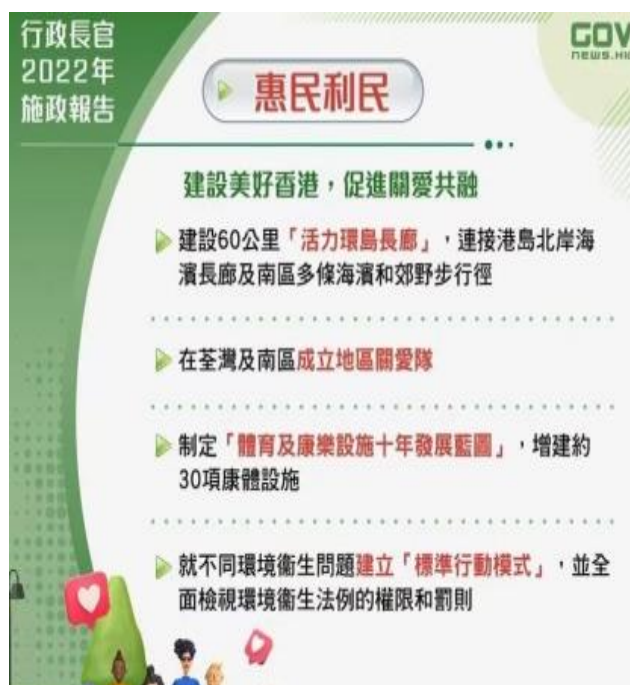 行政長官
2022年
施政報告
GOV
NEWS.HK
惠民利民
建設美好香港，促進關愛共融
建設60公里「活力環島長廊」，連接港島北岸海
濱長廊及南區多條海濱和郊野步行徑
在荃灣及南區成立地區關愛隊
制定「體育及康樂設施十年發展藍圖」，增建約
30項康體設施
就不同環境衞生問題建立「標準行動模式」，並全
面檢視環境衞生法例的權限和罰則